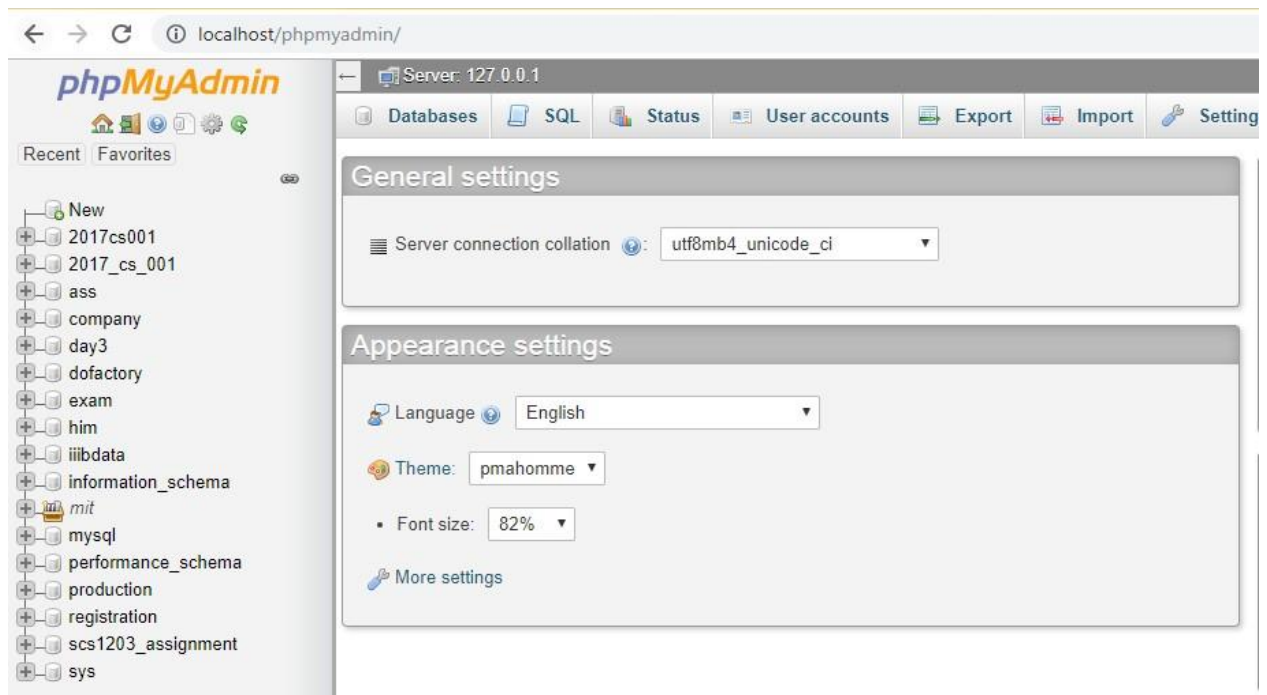 localhost/phpmyadmin/
phpMyAdmin
Recent Favorites
New
2017cs001
2017_cs_001
ass
company
day3
dofactory
exam
him
iiibdata
information_schema
mit
mysql
performance_schema
production
registration
scs1203_assignment
sys
Server: 127.0.0.1
Databases SQL Status User accounts Export Import Setting
General settings
Server connection collation : utf8mb4_unicode_ci
Appearance settings
Language English
Theme: pmahomme
Font size: 82%
More settings